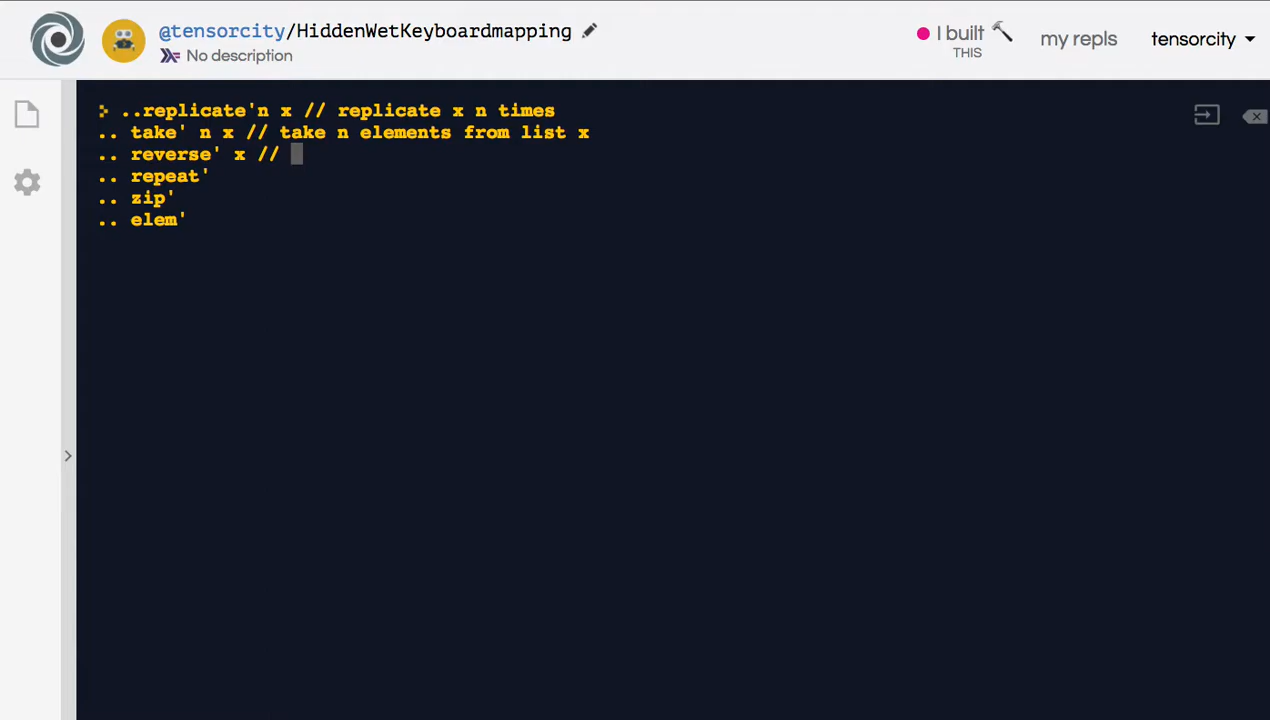 @tensorcity/HiddenWetKeyboardmapping
No description
I built
THIS
my repls
tensorcity
..replicate'n x // replicate x n times
.. take' n x // take n elements from list x
.. reverse' x //
.. repeat'
.. zip'
.. elem'